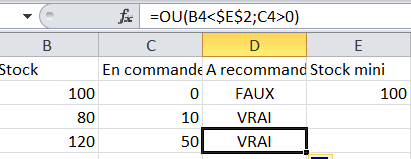 fx =OU(B4<$E$2;C4>0)
B C D E
Stock En commande A recommand Stock mini
100 0 FAUX 100
80 10 VRAI
120 50 VRAI